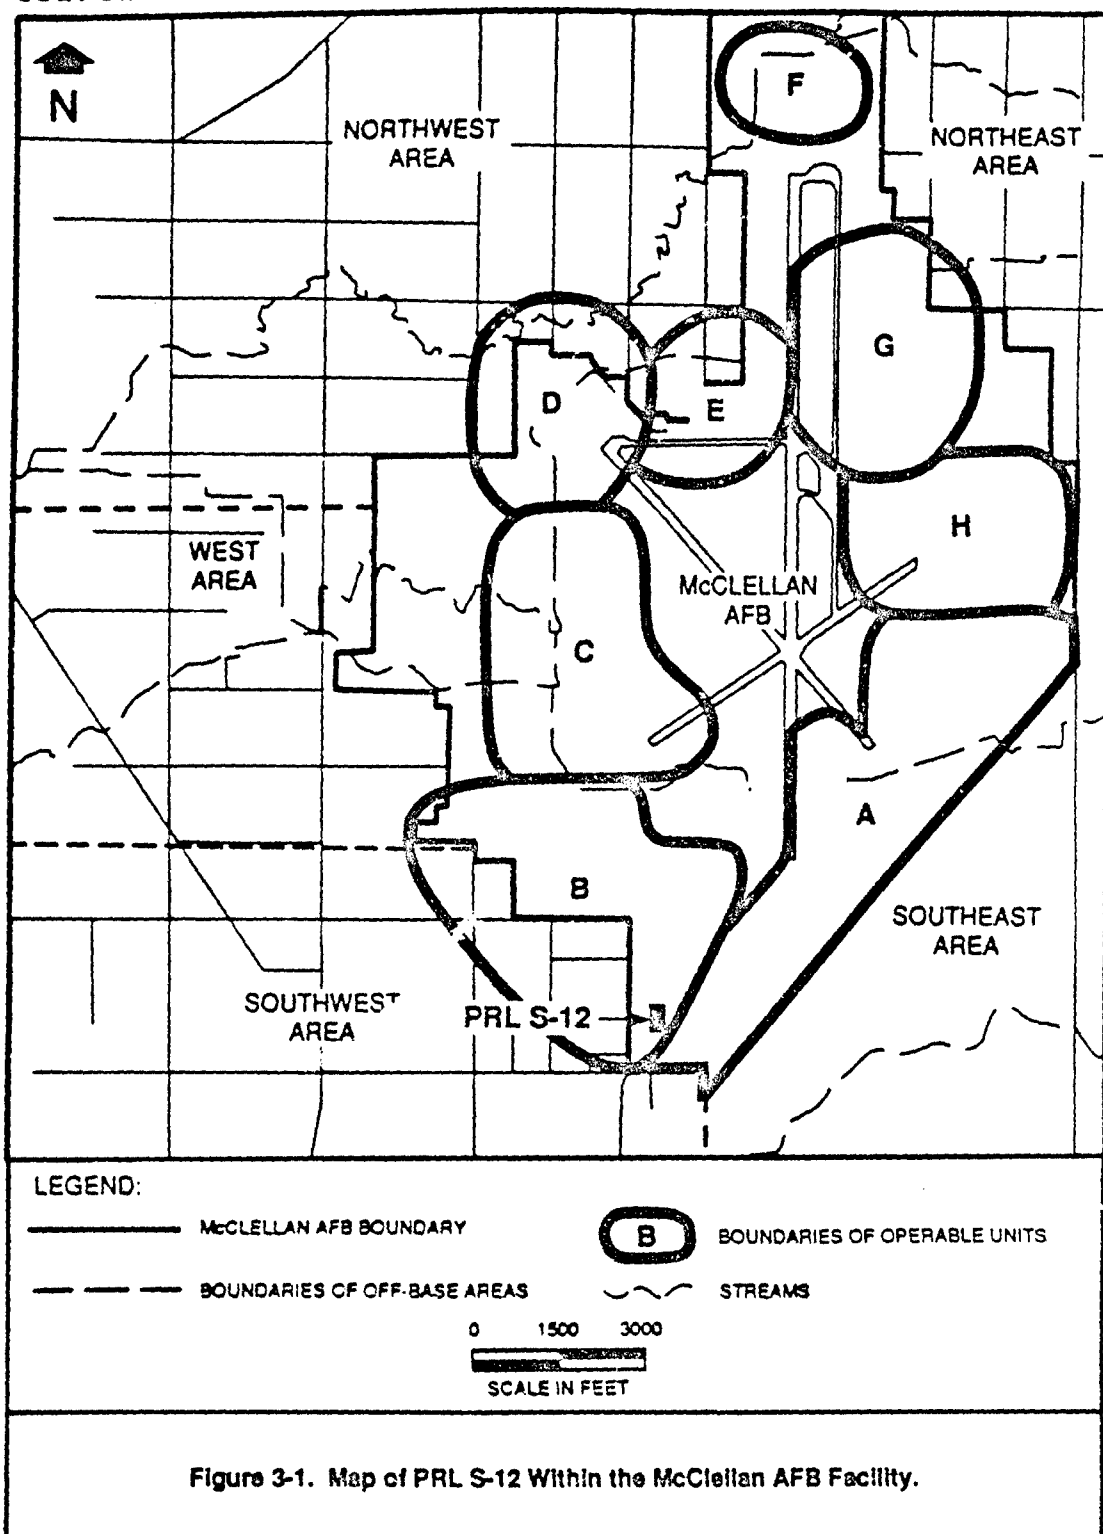 N
F
NORTHWEST
AREA
NORTHEAST
AREA
G
D
E
H
WEST
AREA
McCLELLAN
AFB
C
A
B
SOUTHEAST
AREA
SOUTHWEST
AREA
PRL S-12
LEGEND:
McCLELLAN AFB BOUNDARY
B
BOUNDARIES OF OPERABLE UNITS
BOUNDARIES OF OFF-BASE AREAS
STREAMS
0 1500 3000
SCALE IN FEET
Figure 3-1. Map of PRL S-12 Within the McClellan AFB Facility.